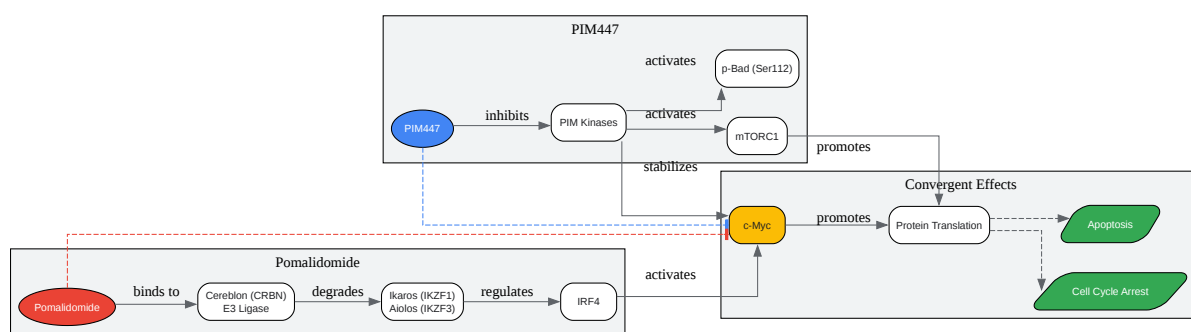 PIM447
activates
p-Bad (Ser112)
PIM447
inhibits
PIM Kinases
activates
mTORC1
promotes
stabilizes
Convergent Effects
c-Myc
promotes
Protein Translation
Apoptosis
Cell Cycle Arrest
Pomalidomide
Pomalidomide
binds to
Cereblon (CRBN)
E3 Ligase
degrades
Ikaros (IKZF1)
Aiolos (IKZF3)
regulates
IRF4
activates